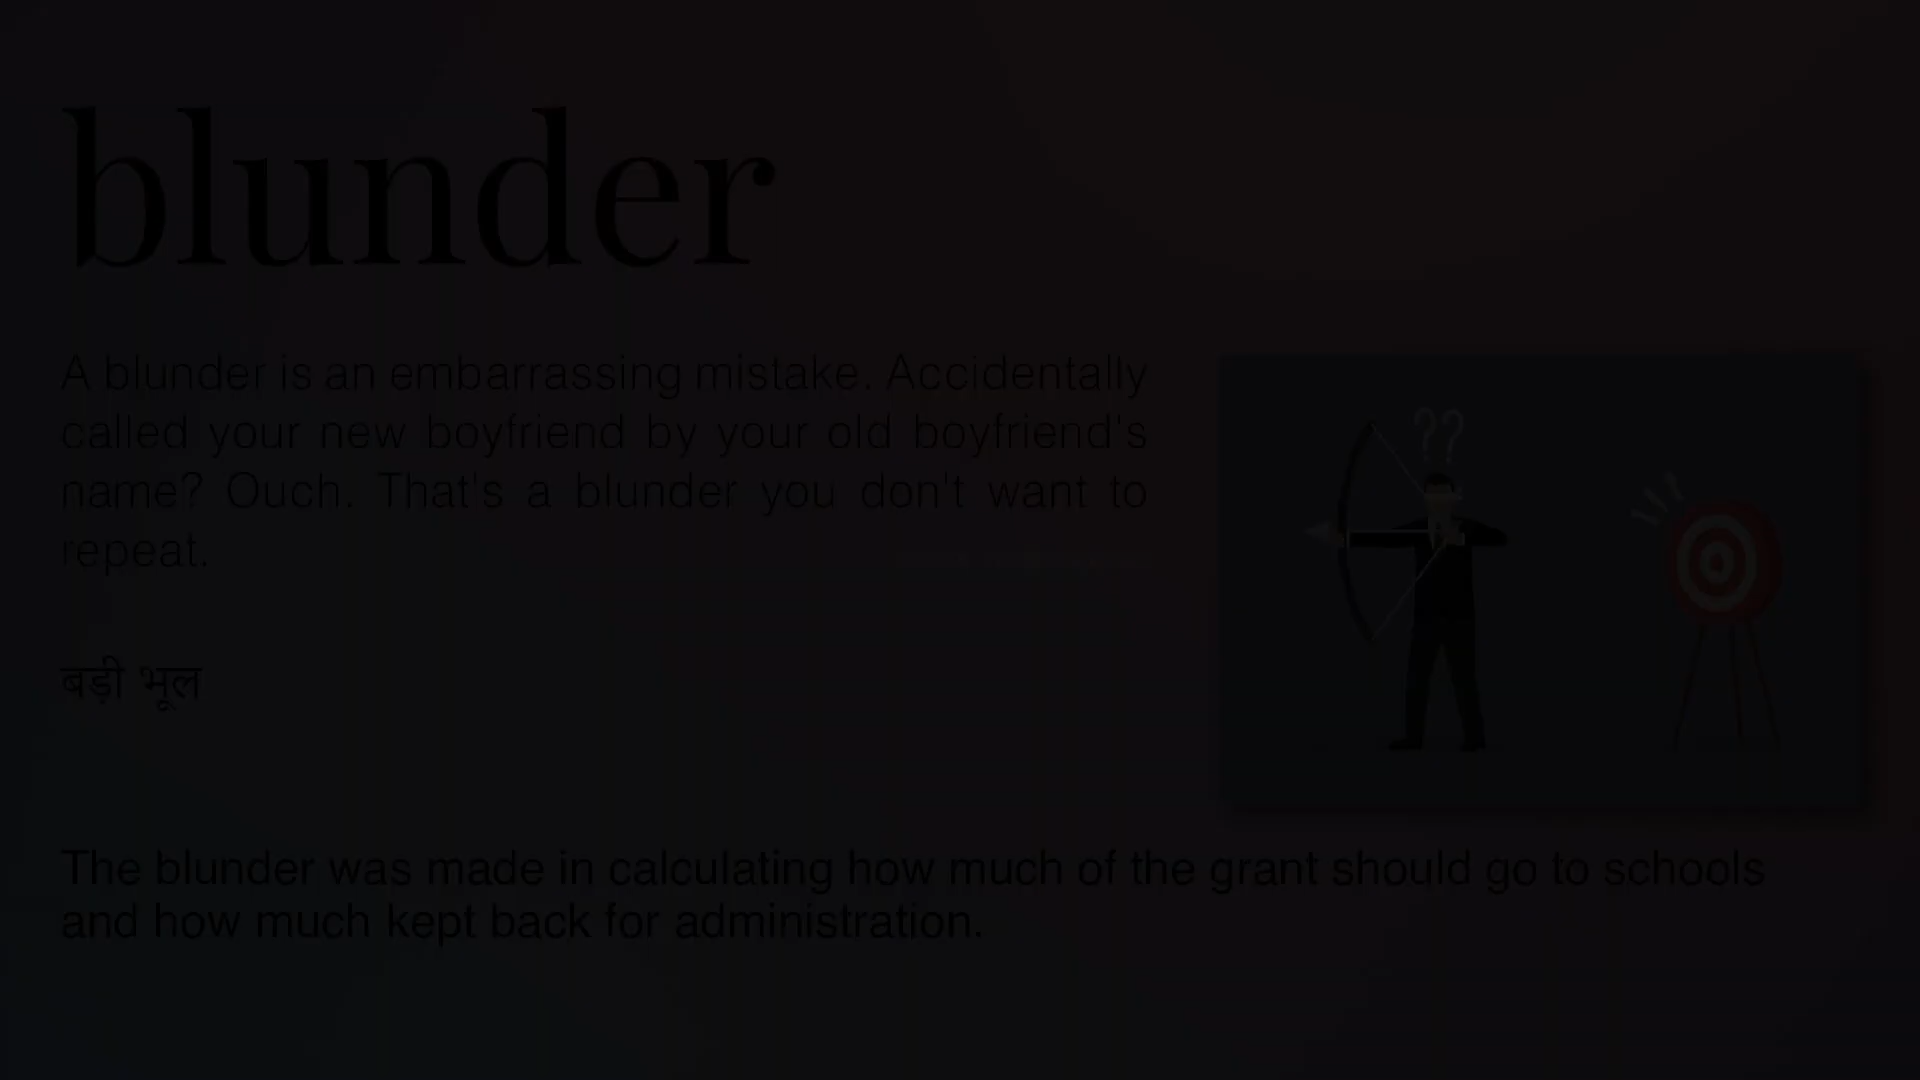 blunder
A blunder is an embarrassing mistake. Accidentally
called your new boyfriend by your old boyfriend's
name? Ouch. That's a blunder you don't want to
repeat.
??
बड़ी भूल
The blunder was made in calculating how much of the grant should go to schools
and how much kept back for administration.